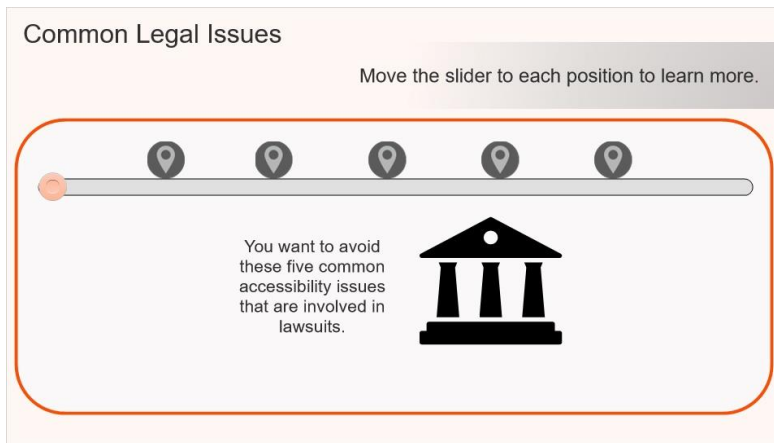 Common Legal Issues
Move the slider to each position to learn more.
You want to avoid
these five common
accessibility issues
that are involved in
lawsuits.